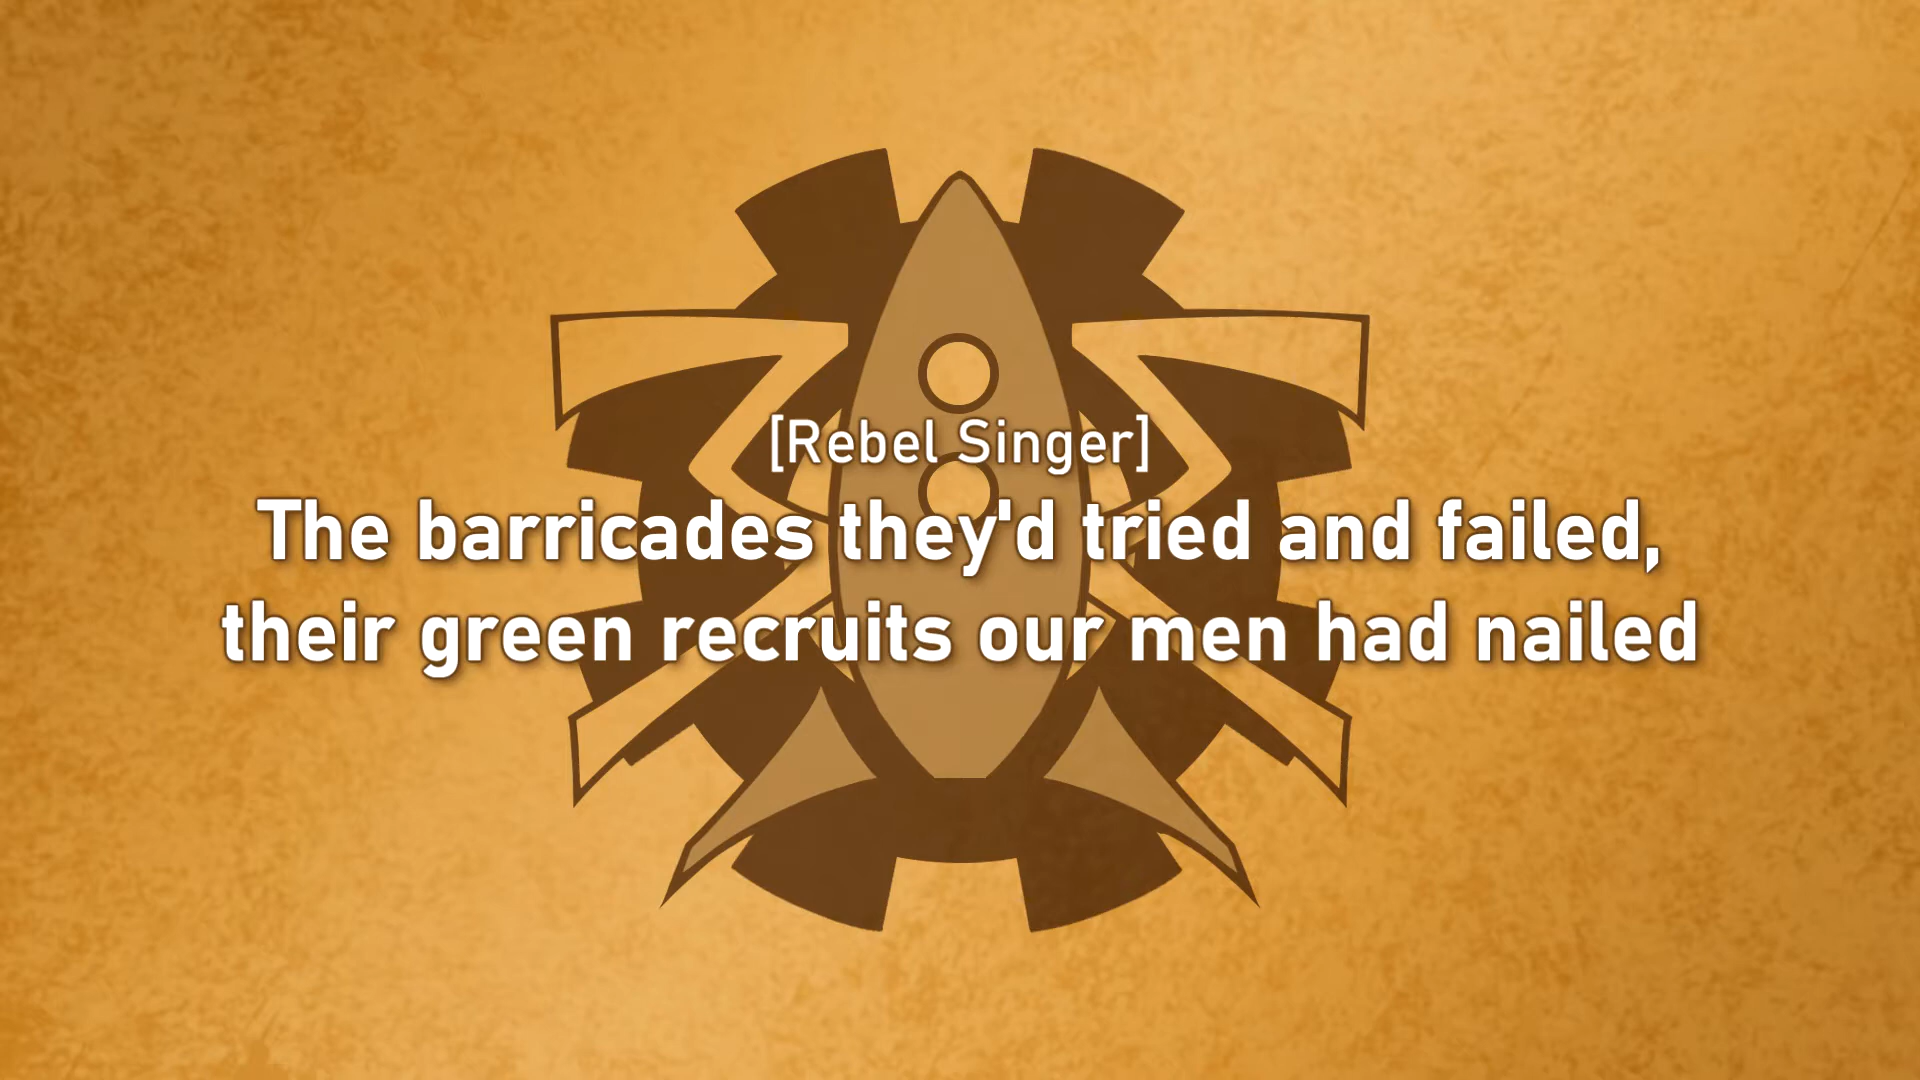 [Rebel Singer]
The barricades they'd tried and failed,
their green recruits our men had nailed